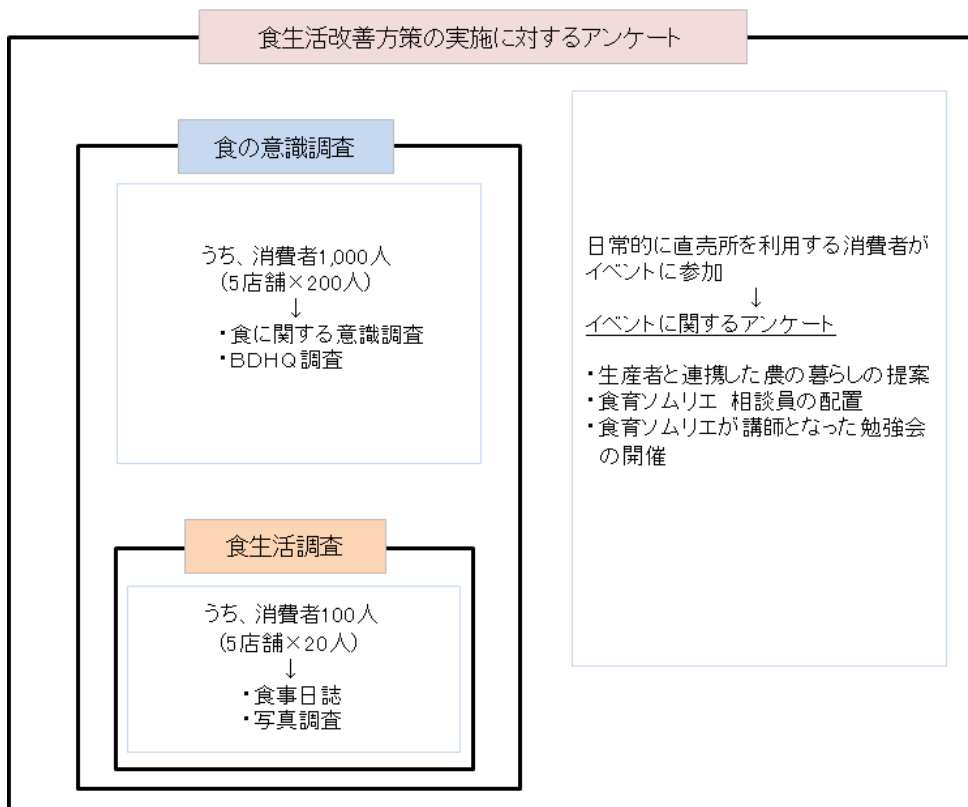 食生活改善方策の実施に対するアンケート
食の意識調査
うち、消費者1,000人
(5店舗×200人)
↓
・食に関する意識調査
・BDHQ調査
食生活調査
うち、消費者100人
(5店舗×20人)
↓
・食事日誌
・写真調査
日常的に直売所を利用する消費者が
イベントに参加
↓
イベントに関するアンケート
・生産者と連携した農の暮らしの提案
・食育ソムリエ 相談員の配置
・食育ソムリエが講師となった勉強会
の開催